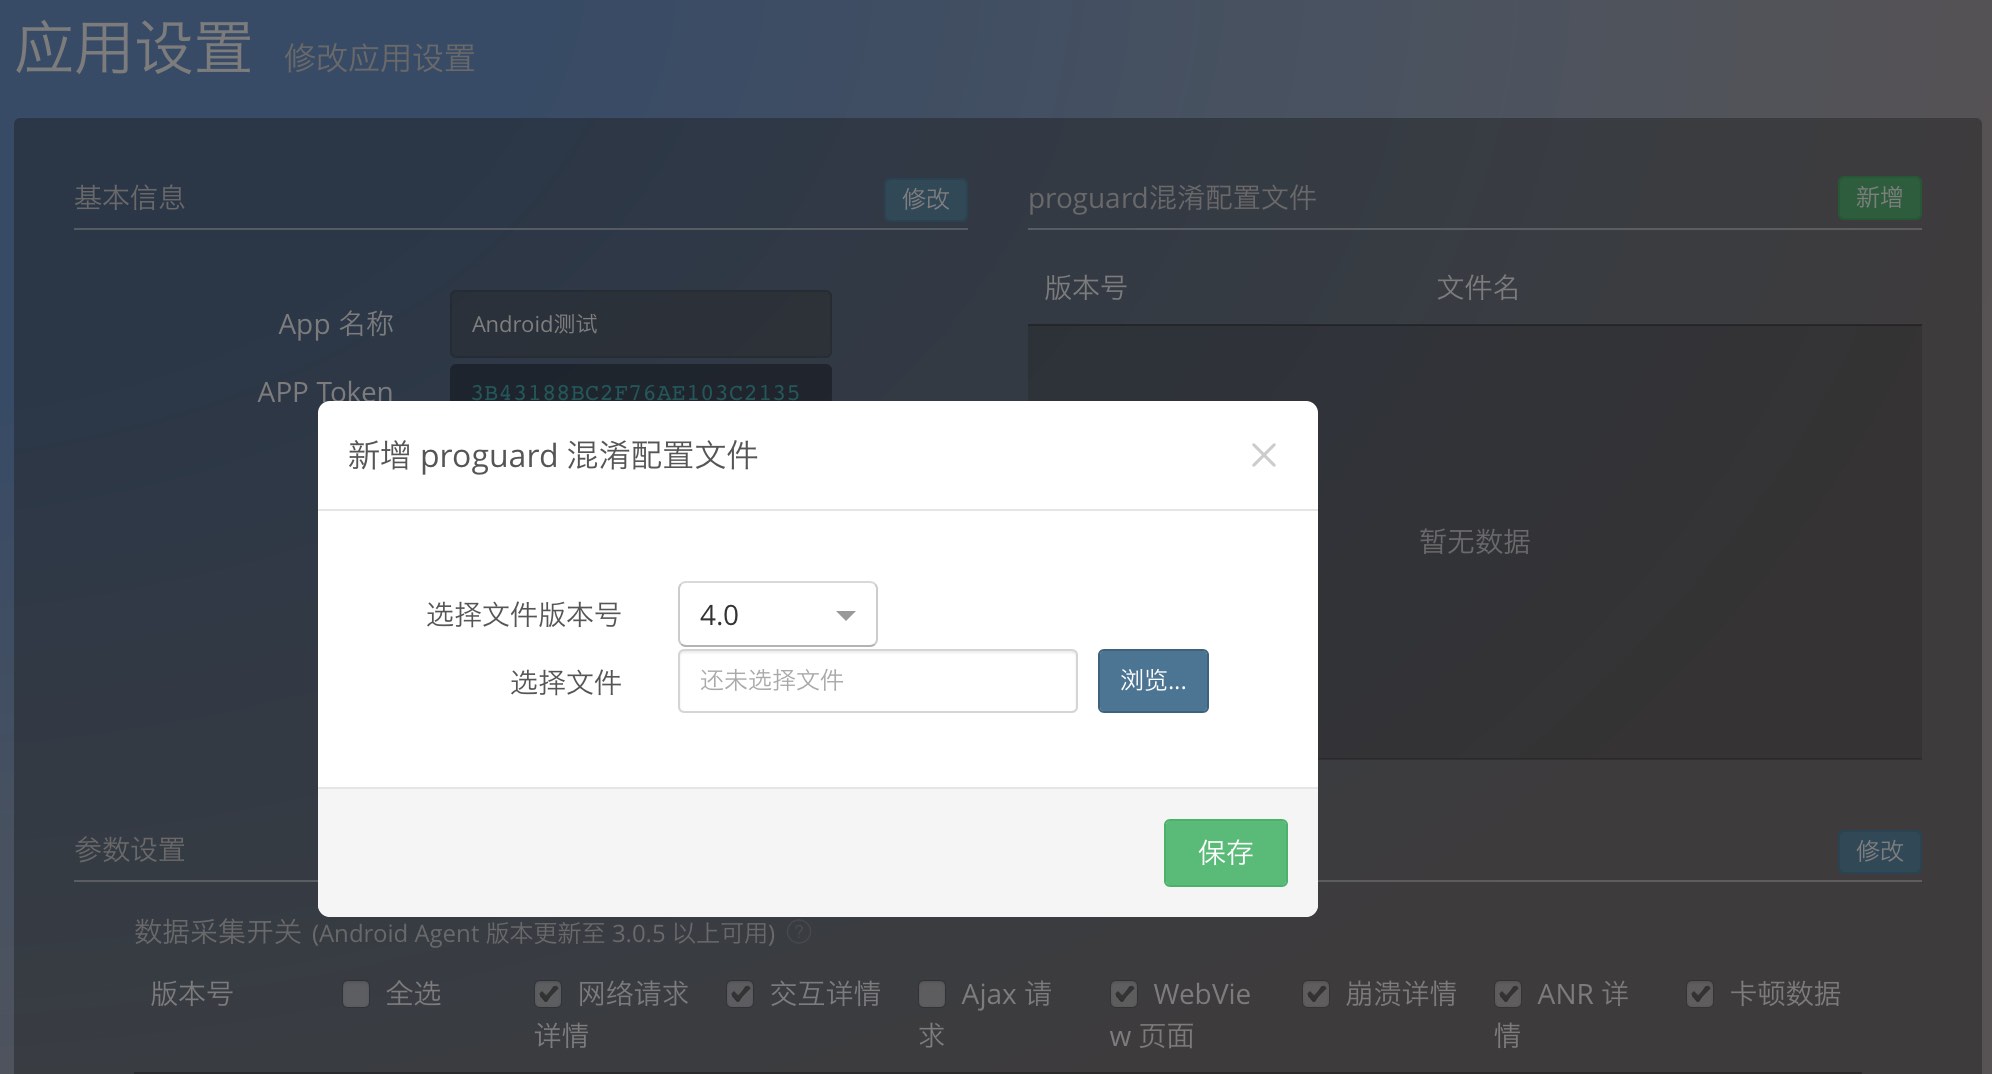 应用设置 修改应用设置
基本信息 修改
proguard混淆配置文件 新增
版本号 文件名
App 名称 Android测试
APP Token 3B43188BC2F76AE103C2135
暂无数据
新增 proguard 混淆配置文件
选择文件版本号 4.0
选择文件 还未选择文件 浏览...
保存
参数设置 修改
数据采集开关 (Android Agent 版本更新至 3.0.5 以上可用) ?
版本号 全选 网络请求 交互详情 Ajax 请 WebVie 崩溃详情 ANR 详 卡顿数据
详情 求 w 页面 情